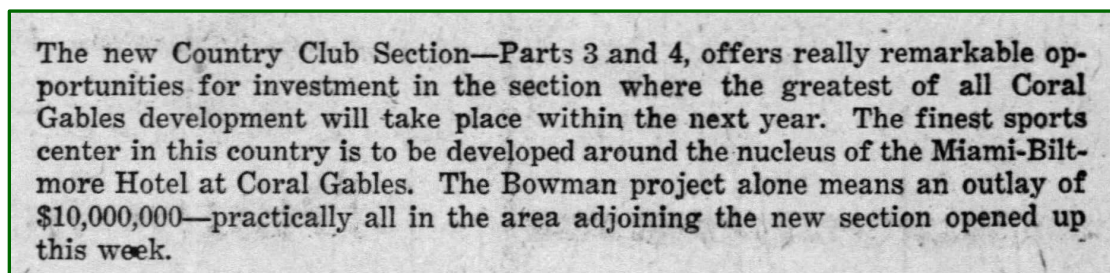 The new Country Club Section—Parts 3 and 4, offers really remarkable op-
portunities for investment in the section where the greatest of all Coral
Gables development will take place within the next year. The finest sports
center in this country is to be developed around the nucleus of the Miami-Bilt-
more Hotel at Coral Gables. The Bowman project alone means an outlay of
$10,000,000—practically all in the area adjoining the new section opened up
this week.